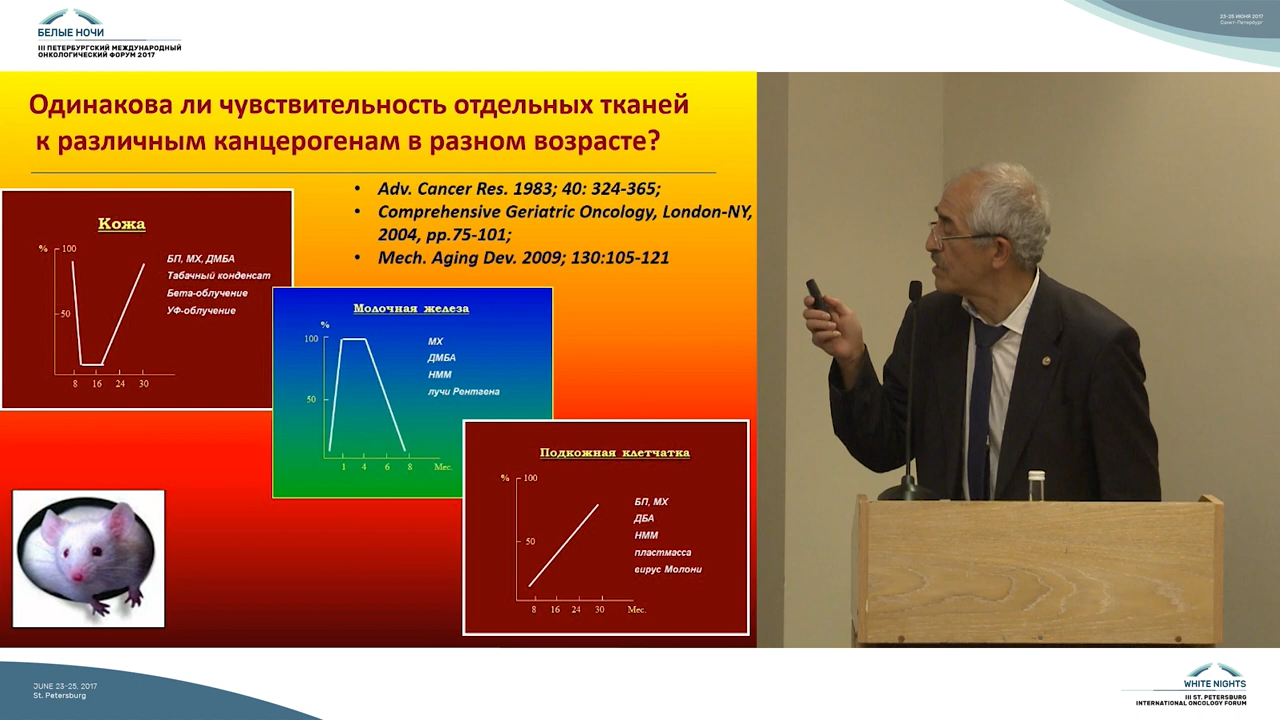 БЕЛЫЕ НОЧИ
III ПЕТЕРБУРГСКИЙ МЕЖДУНАРОДНЫЙ
ОНКОЛОГИЧЕСКИЙ ФОРУМ 2017
23-25 ИЮНЯ 2017
Санкт-Петербург
Одинакова ли чувствительность отдельных тканей
к различным канцерогенам в разном возрасте?
• Adv. Cancer Res. 1983; 40: 324-365;
• Comprehensive Geriatric Oncology, London-NY,
2004, pp.75-101;
• Mech. Aging Dev. 2009; 130:105-121
Кожа
% 100
50
8 16 24 30
БП, МХ, ДМБА
Табачный конденсат
Бета-облучение
УФ-облучение
Молочная железа
%
100
50
1 4 6 8 Мес.
МХ
ДМБА
НММ
лучи Рентгена
Подкожная клетчатка
% 100
50
8 16 24 30 Мес.
БП, МХ
ДБА
НММ
пластмасса
вирус Молони
JUNE 23-25, 2017
St. Petersburg
WHITE NIGHTS
III ST. PETERSBURG
INTERNATIONAL ONCOLOGY FORUM